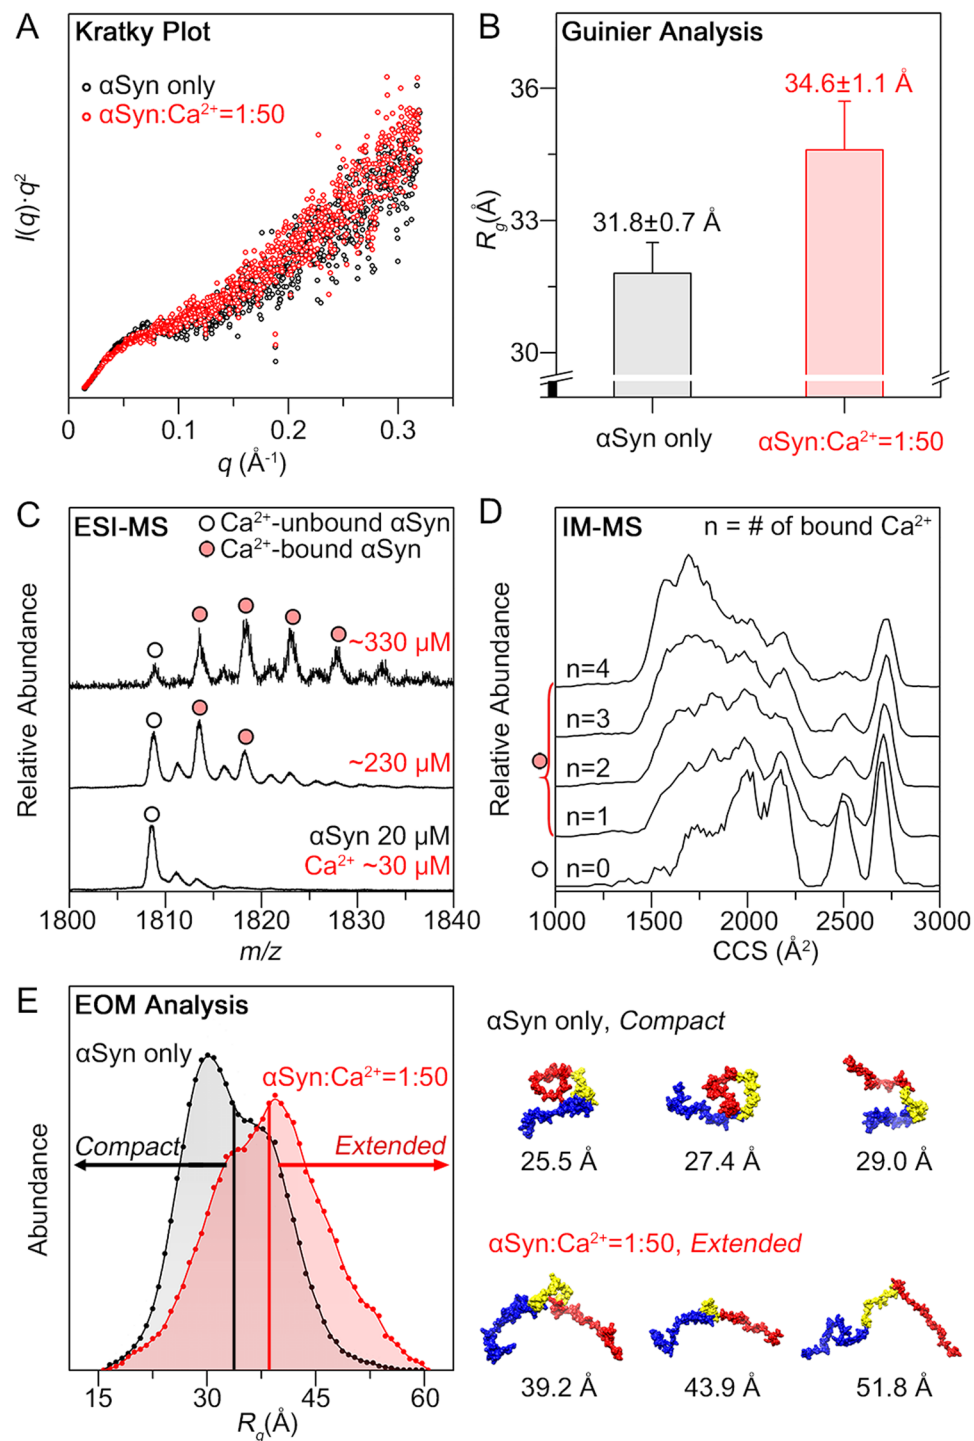 A
Kratky Plot
αSyn only
αSyn:Ca²⁺=1:50
I(q)·q²
0
0.1
0.2
0.3
q (Å⁻¹)
B
Guinier Analysis
36
33
30
Rg(Å)
31.8±0.7 Å
34.6±1.1 Å
αSyn only
αSyn:Ca²⁺=1:50
C
ESI-MS
Ca²⁺-unbound αSyn
Ca²⁺-bound αSyn
~330 µM
~230 µM
αSyn 20 µM
Ca²⁺ ~30 µM
Relative Abundance
1800
1810
1820
1830
1840
m/z
D
IM-MS
n = # of bound Ca²⁺
n=4
n=3
n=2
n=1
n=0
Relative Abundance
1000
1500
2000
2500
3000
CCS (Å²)
E
EOM Analysis
αSyn only
αSyn:Ca²⁺=1:50
Compact
Extended
Abundance
15
30
45
60
Rg(Å)
αSyn only, Compact
25.5 Å
27.4 Å
29.0 Å
αSyn:Ca²⁺=1:50, Extended
39.2 Å
43.9 Å
51.8 Å